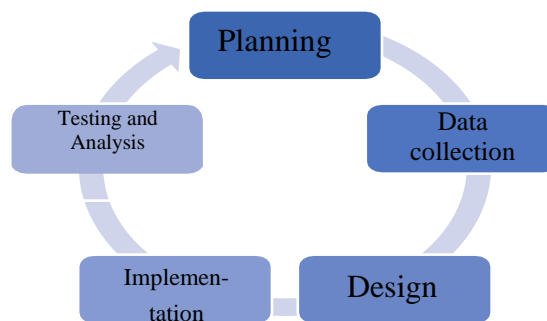 Planning
Data
collection
Design
Implemen-
tation
Testing and
Analysis